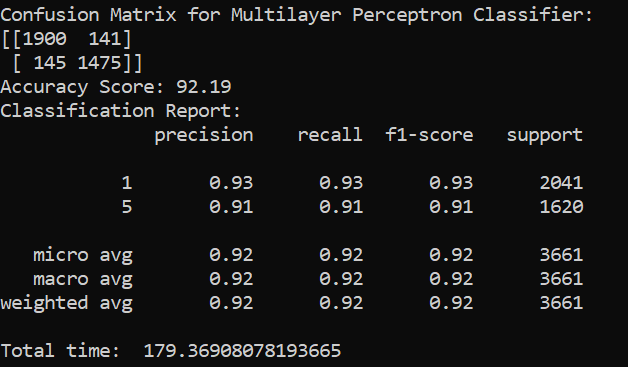 Confusion Matrix for Multilayer Perceptron Classifier:
[[1900  141]
 [ 145 1475]]
Accuracy Score: 92.19
Classification Report:
              precision    recall  f1-score   support

           1       0.93      0.93      0.93      2041
           5       0.91      0.91      0.91      1620

   micro avg       0.92      0.92      0.92      3661
   macro avg       0.92      0.92      0.92      3661
weighted avg       0.92      0.92      0.92      3661

Total time:  179.36908078193665